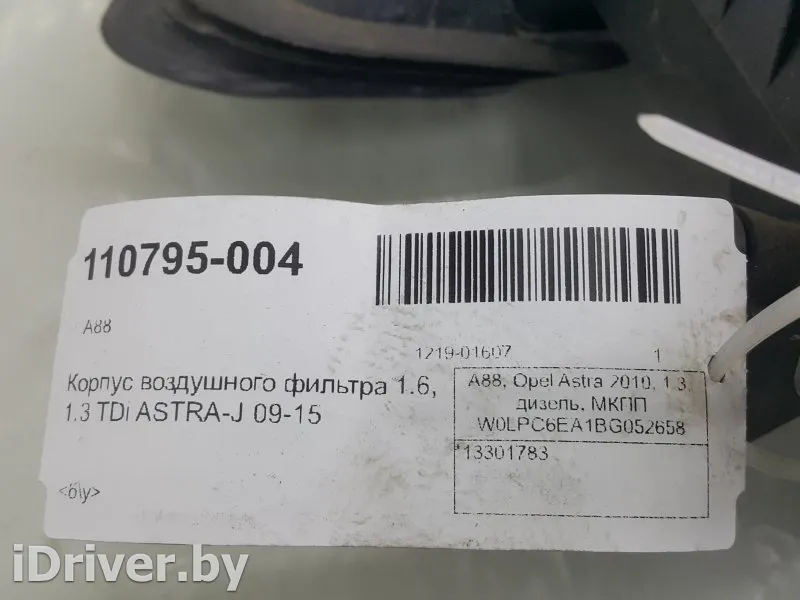 110795-004
A88
1219-01607 1
Корпус воздушного фильтра 1.6,
1.3 TDi ASTRA-J 09-15
A88, Opel Astra 2010, 1.3,
дизель, МКПП
W0LPC6EA1BG052658
*13301783
<б\у>
iDriver.by